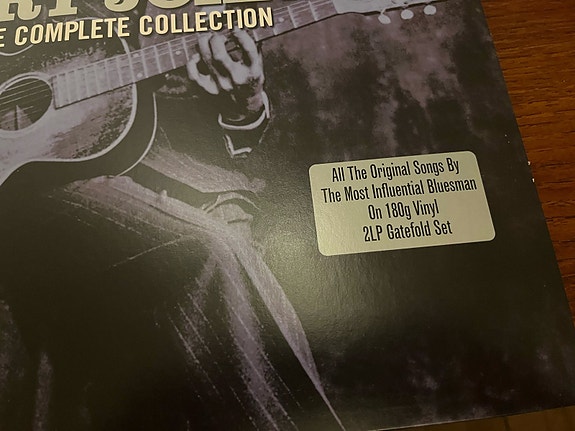 COMPLETE COLLECTION
All The Original Songs By
The Most Influential Bluesman
On 180g Vinyl
2LP Gatefold Set